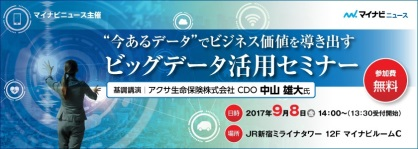 マイナビニュース主催
マイナビニュース
“今あるデータ”でビジネス価値を導き出す
ビッグデータ活用セミナー
参加費
無料
基調講演 アクサ生命保険株式会社 CDO 中山 雄大氏
日時 2017年9月8日 金 14:00~(13:30受付開始)
場所 JR新宿ミライナタワー 12F マイナビルームC